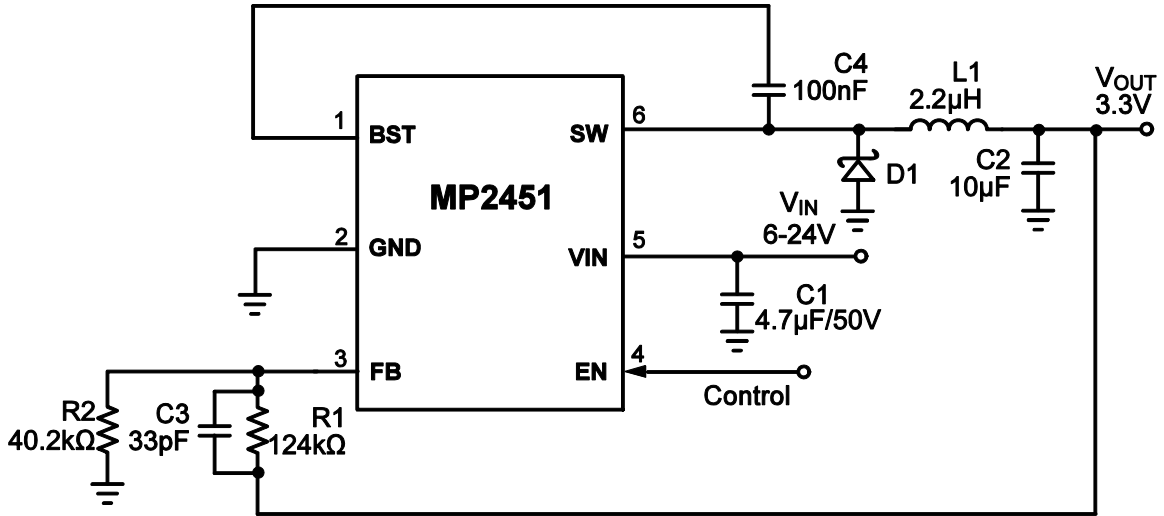 C4
100nF
L1
2.2µH
VOUT
3.3V
1
BST
SW
6
C2
10µF
D1
MP2451
VIN
6-24V
2
GND
VIN
5
C1
4.7µF/50V
3
FB
EN
4
Control
R2
40.2kΩ
C3
33pF
R1
124kΩ